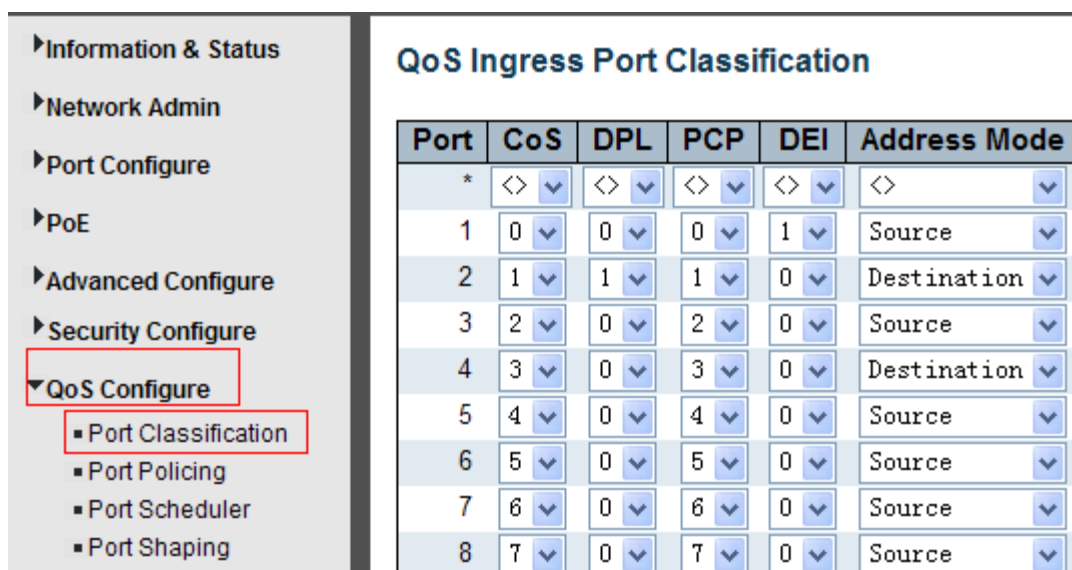 Information & Status
Network Admin
Port Configure
PoE
Advanced Configure
Security Configure
QoS Configure
Port Classification
Port Policing
Port Scheduler
Port Shaping
QoS Ingress Port Classification
Port CoS DPL PCP DEI Address Mode
* <> <> <> <> <>
1 0 0 0 1 Source
2 1 1 1 0 Destination
3 2 0 2 0 Source
4 3 0 3 0 Destination
5 4 0 4 0 Source
6 5 0 5 0 Source
7 6 0 6 0 Source
8 7 0 7 0 Source